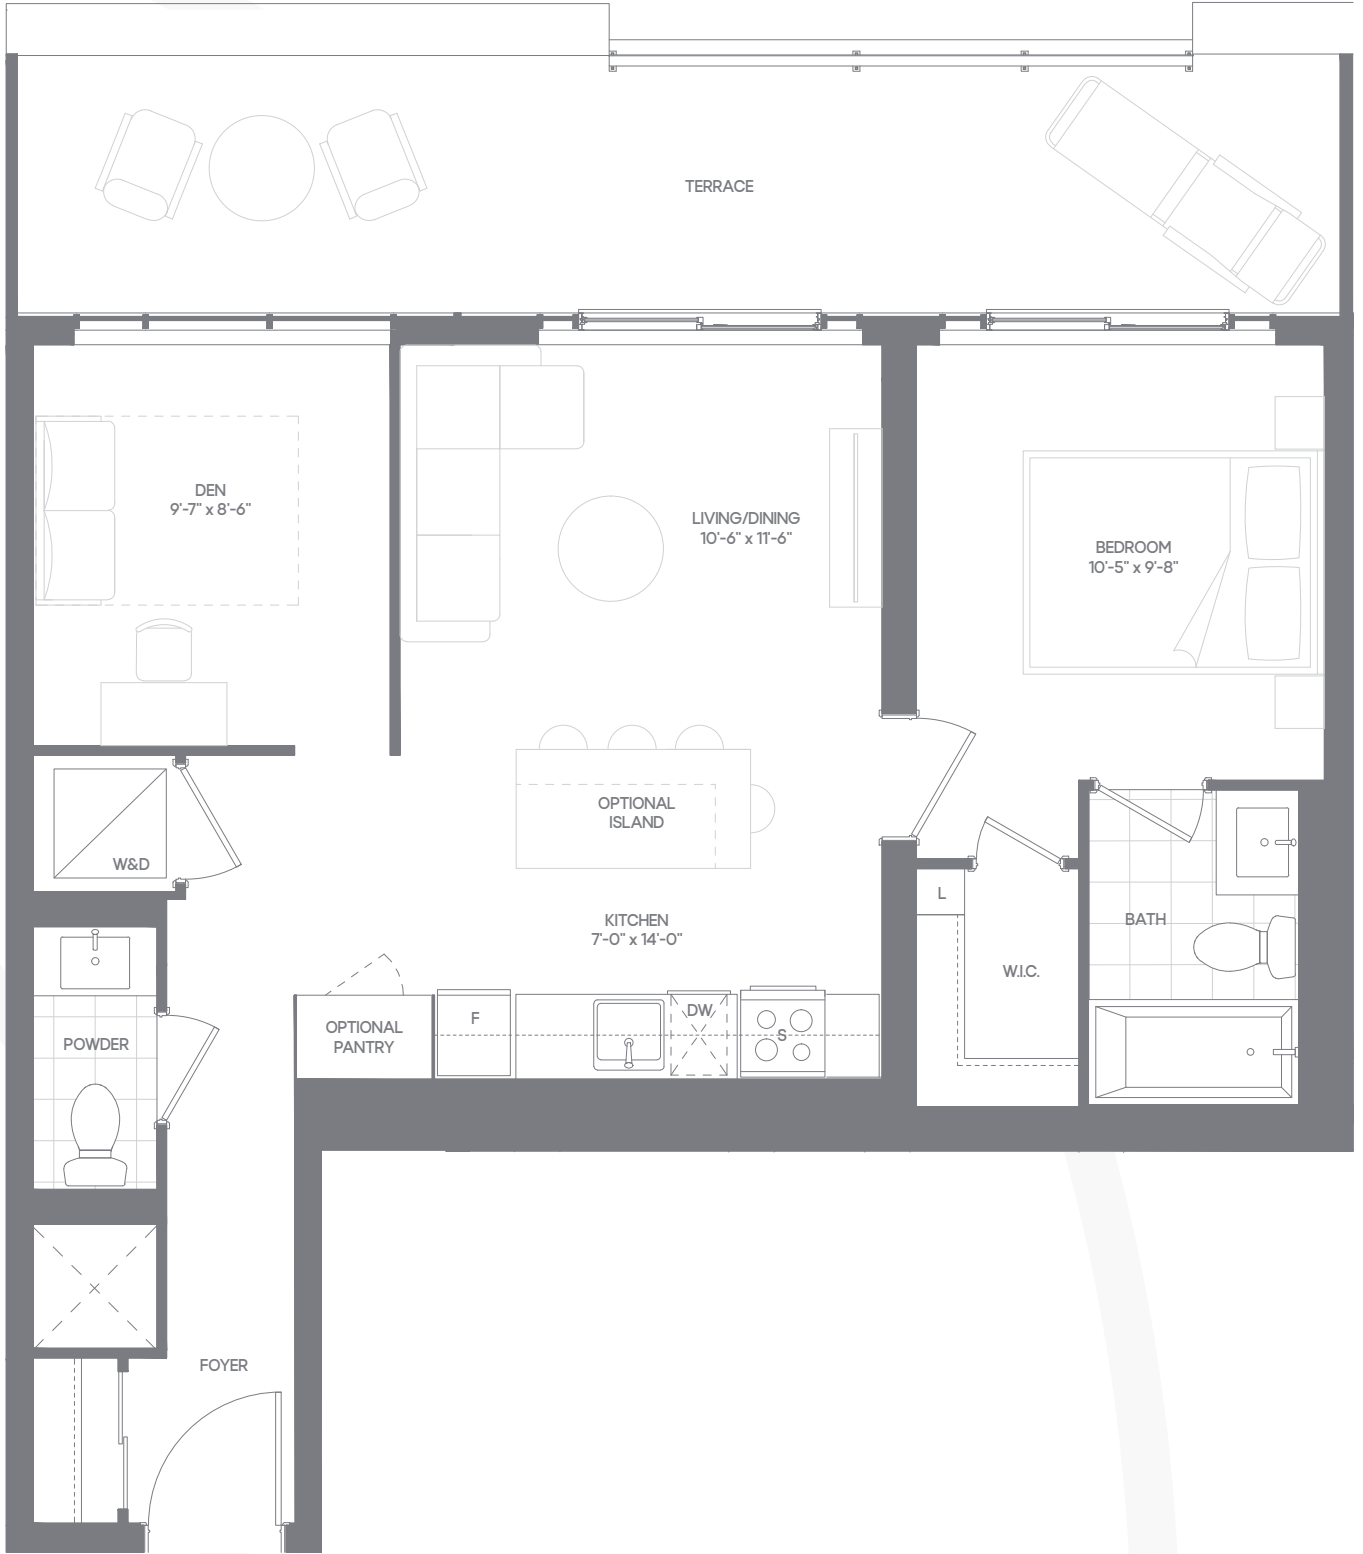 TERRACE
DEN
9'-7" x 8'-6"
LIVING/DINING
10'-6" x 11'-6"
BEDROOM
10'-5" x 9'-8"
OPTIONAL
ISLAND
W&D
L
BATH
KITCHEN
7'-0" x 14'-0"
W.I.C.
OPTIONAL
PANTRY
F
DW
S
POWDER
FOYER